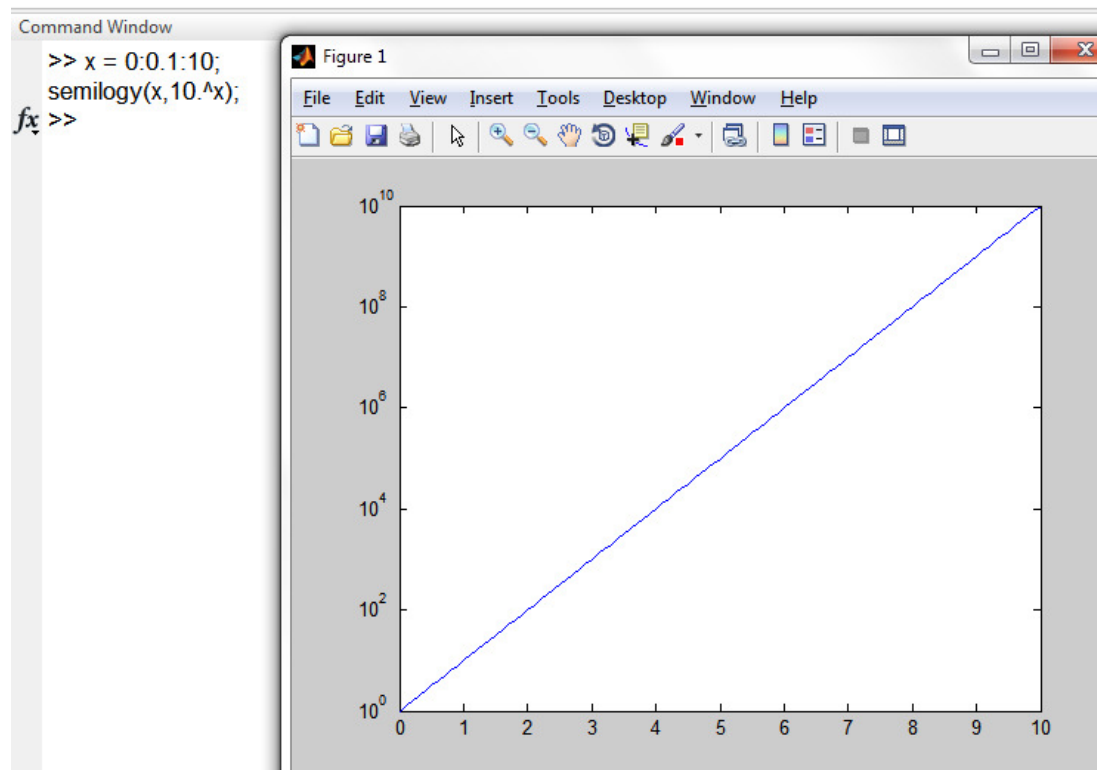 Command Window
>> x = 0:0.1:10;
semilogy(x,10.^x);
fx >>
Figure 1
File Edit View Insert Tools Desktop Window Help
10^10
10^8
10^6
10^4
10^2
10^0
0 1 2 3 4 5 6 7 8 9 10